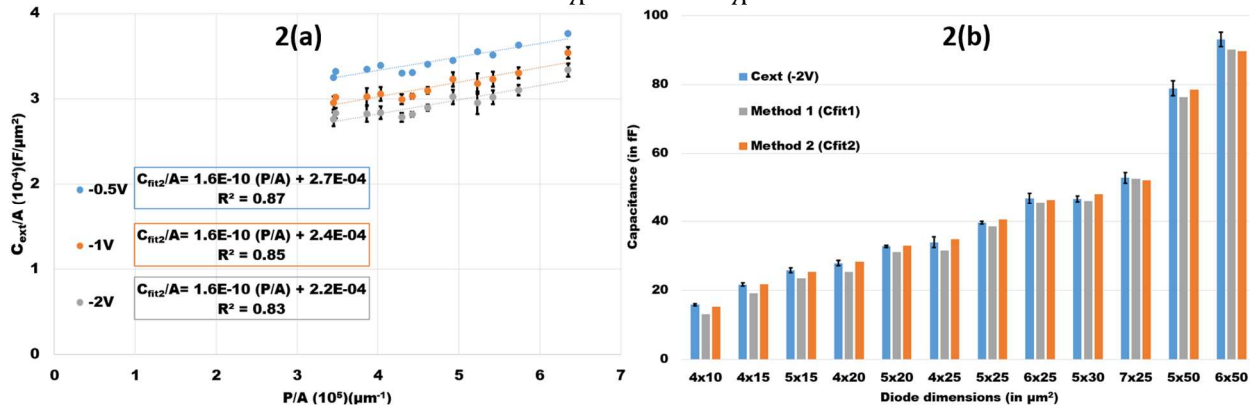 A
A
2(a)
4
3
2
1
0
C_ext/A (10⁻⁴)(F/µm²)
-0.5V
C_fit2/A= 1.6E-10 (P/A) + 2.7E-04
R² = 0.87
-1V
C_fit2/A= 1.6E-10 (P/A) + 2.4E-04
R² = 0.85
-2V
C_fit2/A= 1.6E-10 (P/A) + 2.2E-04
R² = 0.83
0 1 2 3 4 5 6 7
P/A (10⁵)(µm⁻¹)
2(b)
100
80
60
40
20
0
Capacitance (in fF)
Cext (-2V)
Method 1 (Cfit1)
Method 2 (Cfit2)
4x10 4x15 5x15 4x20 5x20 4x25 5x25 6x25 5x30 7x25 5x50 6x50
Diode dimensions (in µm²)